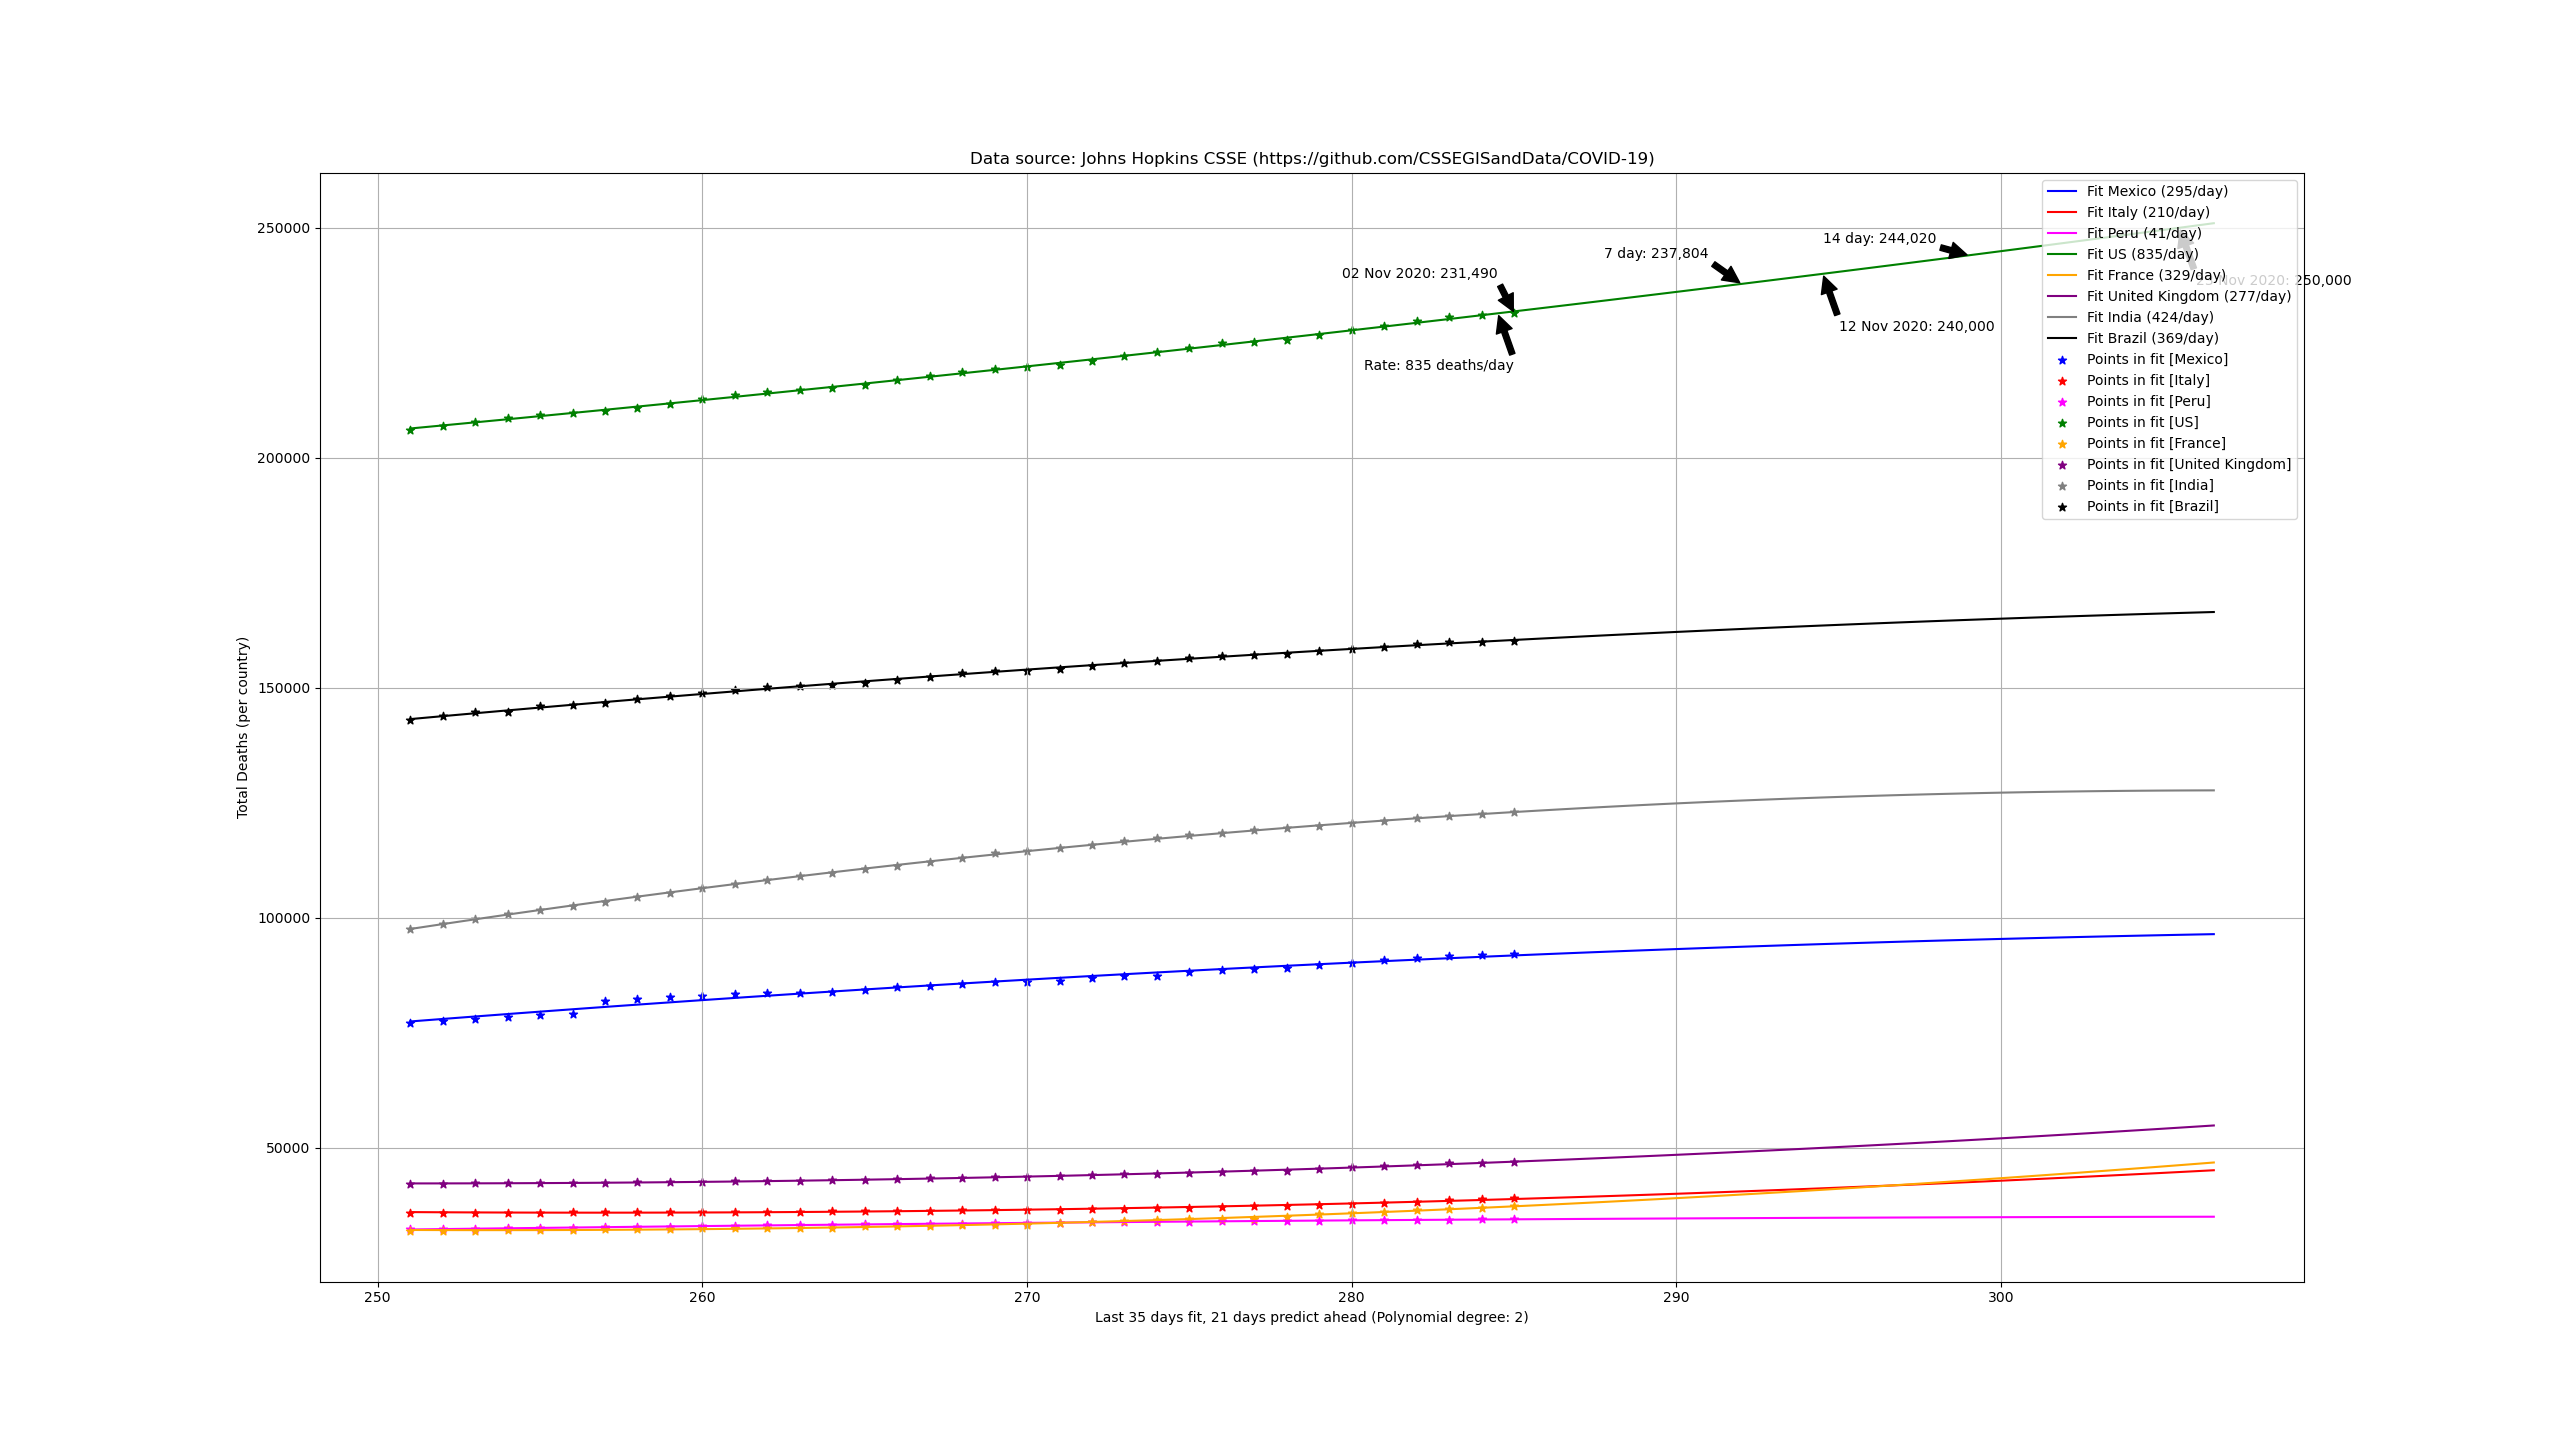 Data source: Johns Hopkins CSSE (https://github.com/CSSEGISandData/COVID-19)
Total Deaths (per country)
250000
200000
150000
100000
50000
02 Nov 2020: 231,490
Rate: 835 deaths/day
7 day: 237,804
14 day: 244,020
12 Nov 2020: 240,000
Nov 2020: 250,000
Fit Mexico (295/day)
Fit Italy (210/day)
Fit Peru (41/day)
Fit US (835/day)
Fit France (329/day)
Fit United Kingdom (277/day)
Fit India (424/day)
Fit Brazil (369/day)
Points in fit [Mexico]
Points in fit [Italy]
Points in fit [Peru]
Points in fit [US]
Points in fit [France]
Points in fit [United Kingdom]
Points in fit [India]
Points in fit [Brazil]
250 260 270 280 290 300
Last 35 days fit, 21 days predict ahead (Polynomial degree: 2)